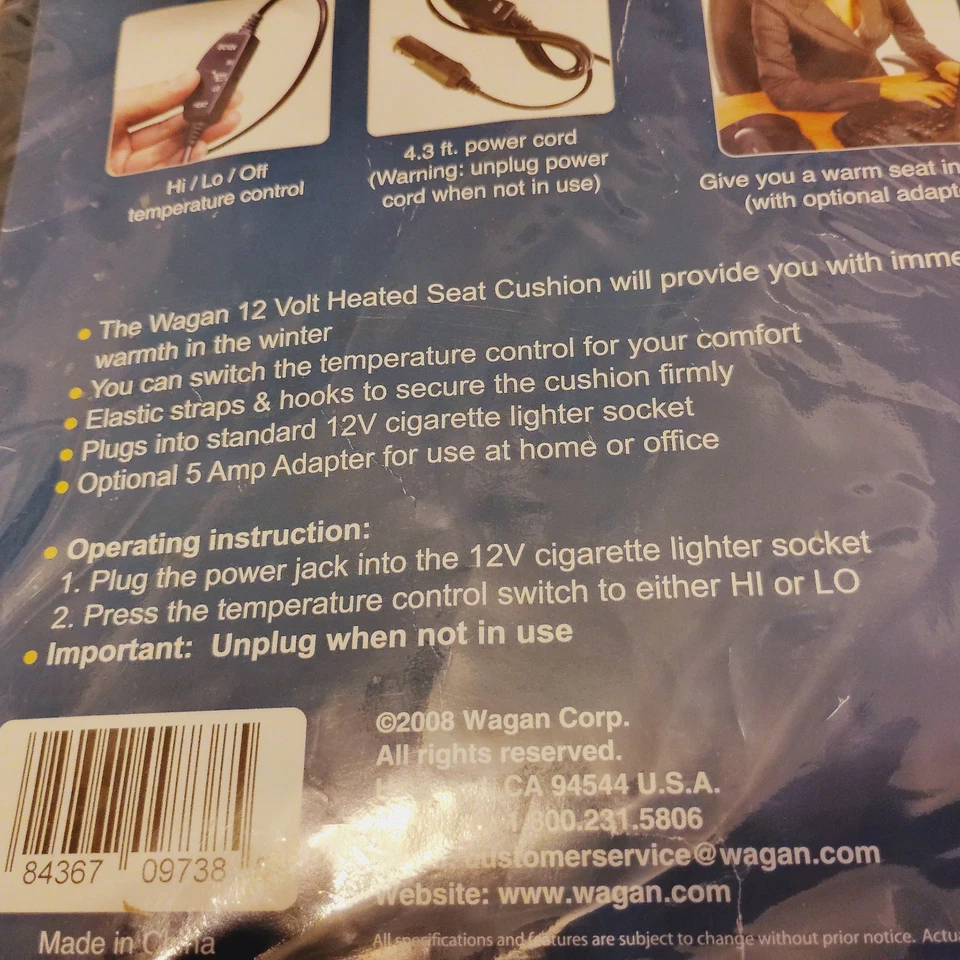 Hi / Lo / Off
temperature control
4.3 ft. power cord
(Warning: unplug power
cord when not in use)
Give you a warm seat in
(with optional adapt
The Wagan 12 Volt Heated Seat Cushion will provide you with imme
warmth in the winter
You can switch the temperature control for your comfort
Elastic straps & hooks to secure the cushion firmly
Plugs into standard 12V cigarette lighter socket
Optional 5 Amp Adapter for use at home or office
Operating instruction:
1. Plug the power jack into the 12V cigarette lighter socket
2. Press the temperature control switch to either HI or LO
Important: Unplug when not in use
©2008 Wagan Corp.
All rights reserved.
CA 94544 U.S.A.
1.800.231.5806
customerservice@wagan.com
Website: www.wagan.com
84367 09738
Made in China
All specifications and features are subject to change without prior notice. Actu